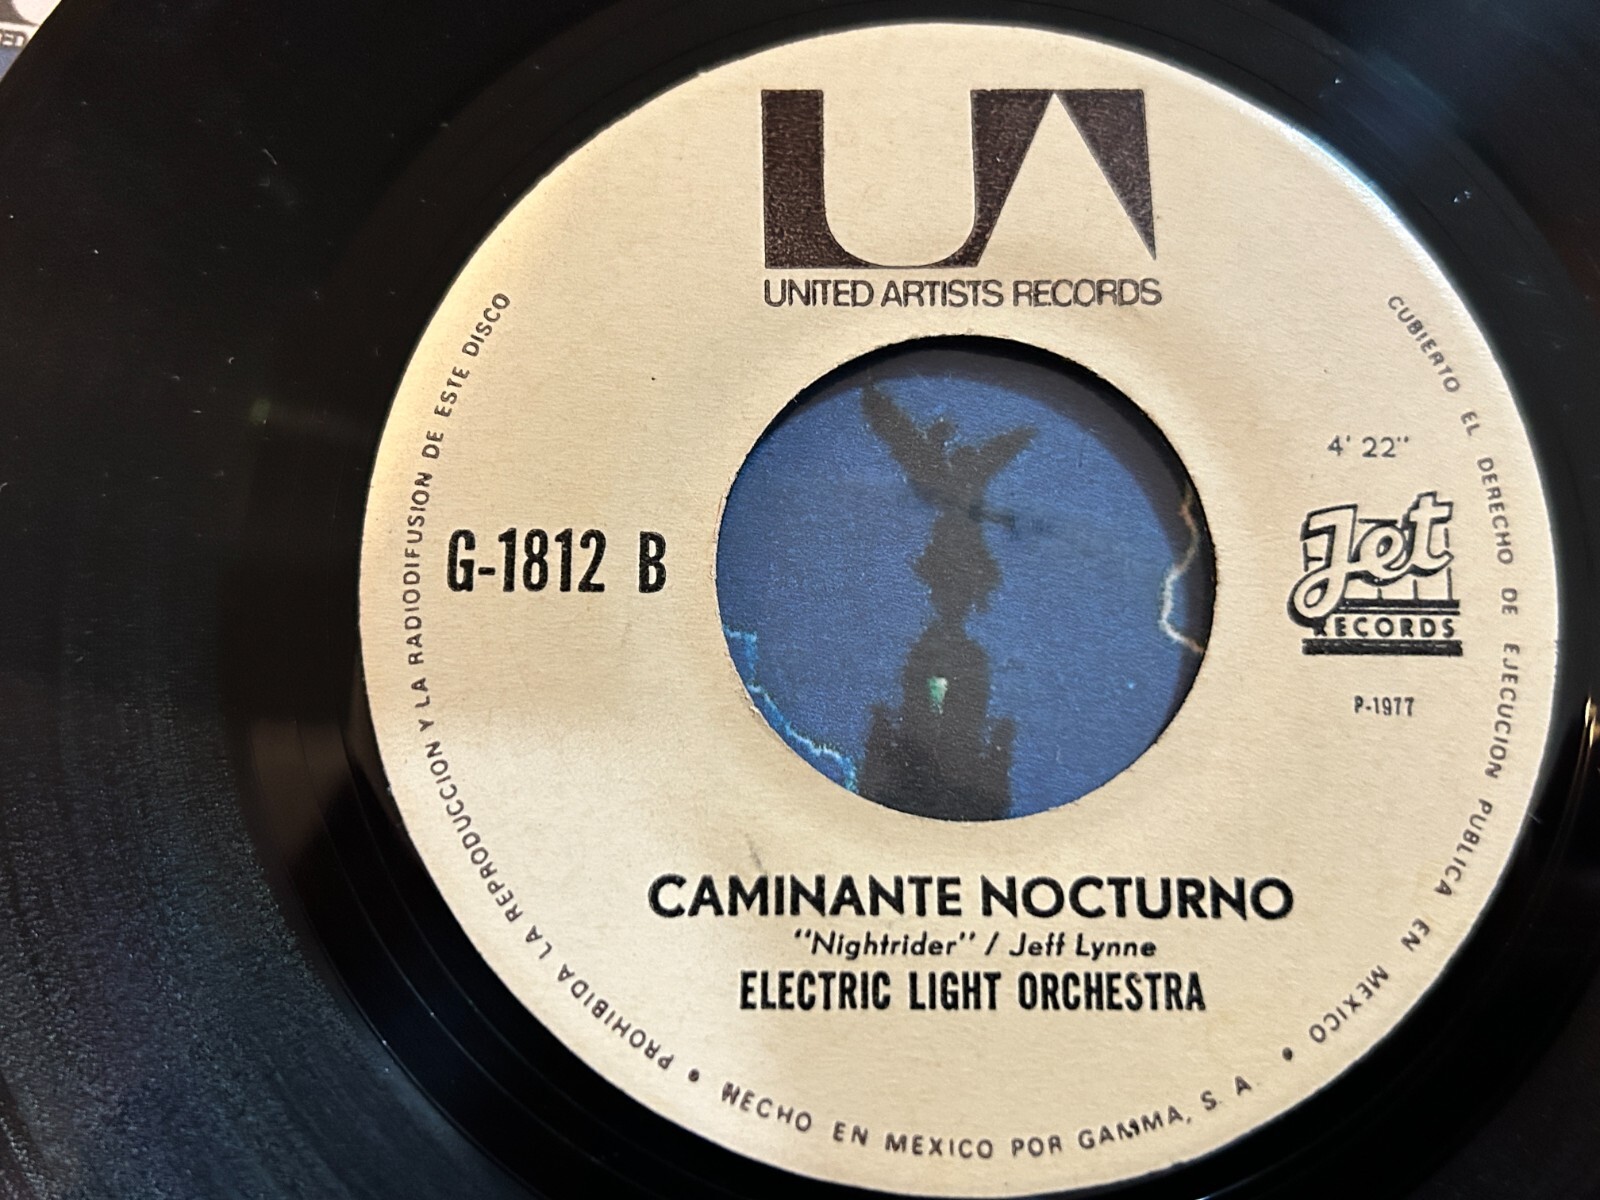 UA
UNITED ARTISTS RECORDS
4' 22"
G-1812 B
Jet
RECORDS
P-1977
CAMINANTE NOCTURNO
"Nightrider" / Jeff Lynne
ELECTRIC LIGHT ORCHESTRA
PROHIBIDA LA REPRODUCCION Y LA RADIODIFUSION DE ESTE DISCO
CUBIERTO EL DERECHO DE EJECUCION PUBLICA EN MEXICO •
• HECHO EN MEXICO POR GAMMA, S. A.